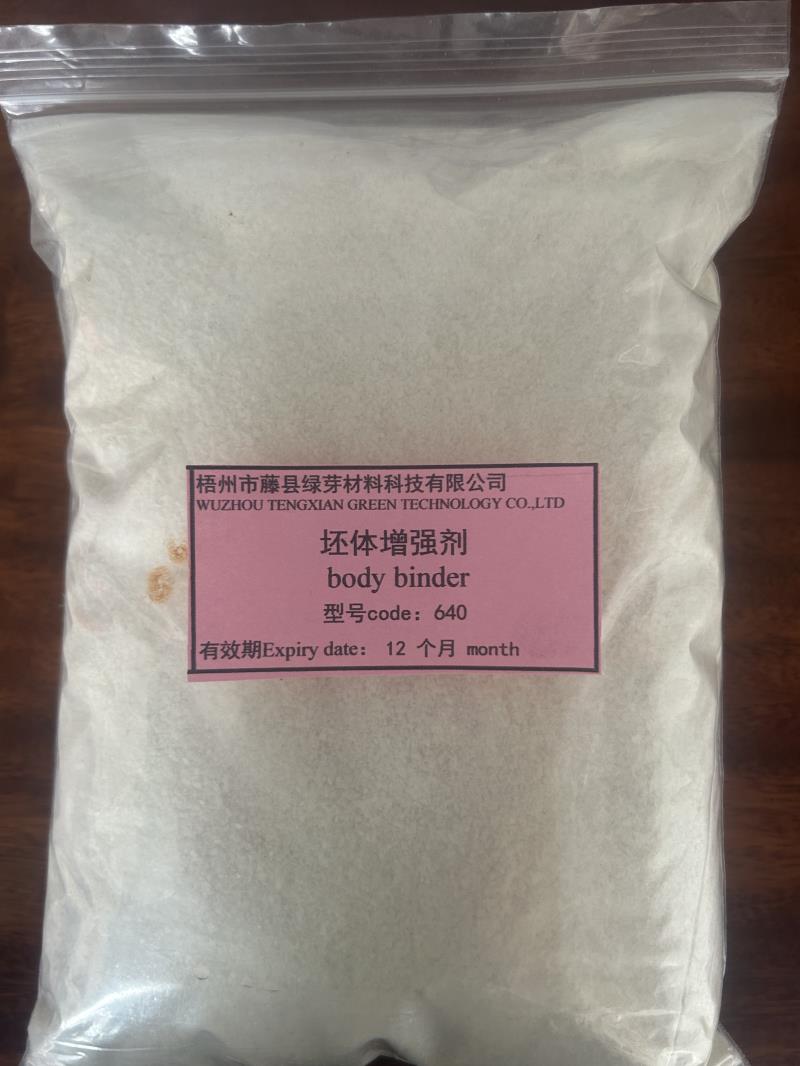 梧州市藤县绿芽材料科技有限公司
WUZHOU TENGXIAN GREEN TECHNOLOGY CO.,LTD
坯体增强剂
body binder
型号code：640
有效期Expiry date： 12 个月 month